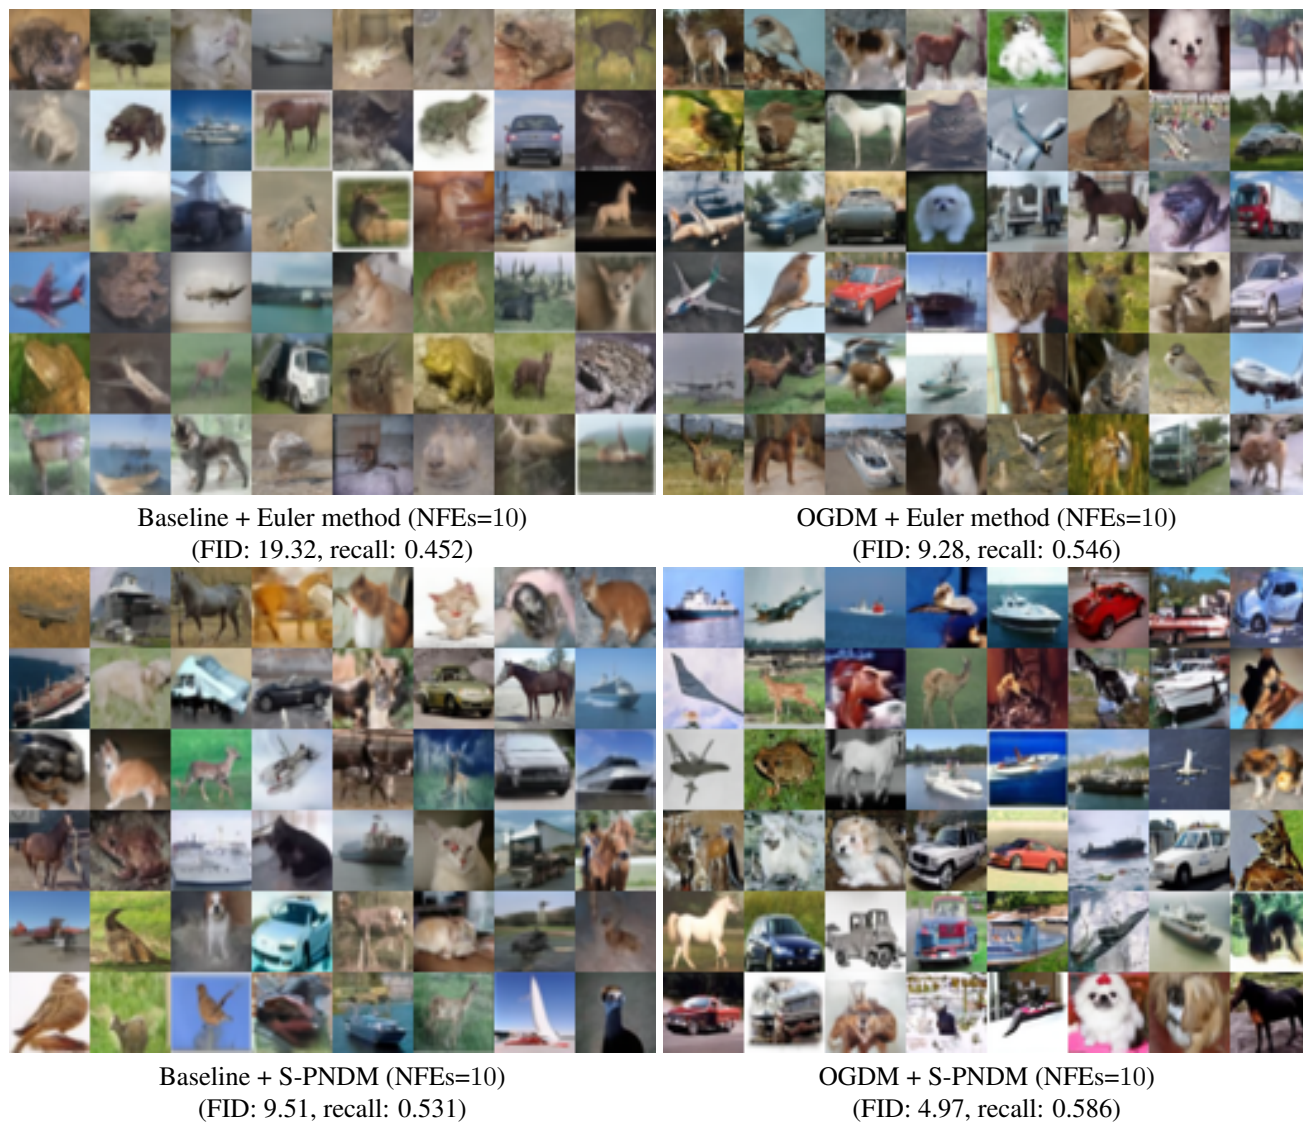 Baseline + Euler method (NFEs=10)
(FID: 19.32, recall: 0.452)
OGDM + Euler method (NFEs=10)
(FID: 9.28, recall: 0.546)
Baseline + S-PNDM (NFEs=10)
(FID: 9.51, recall: 0.531)
OGDM + S-PNDM (NFEs=10)
(FID: 4.97, recall: 0.586)